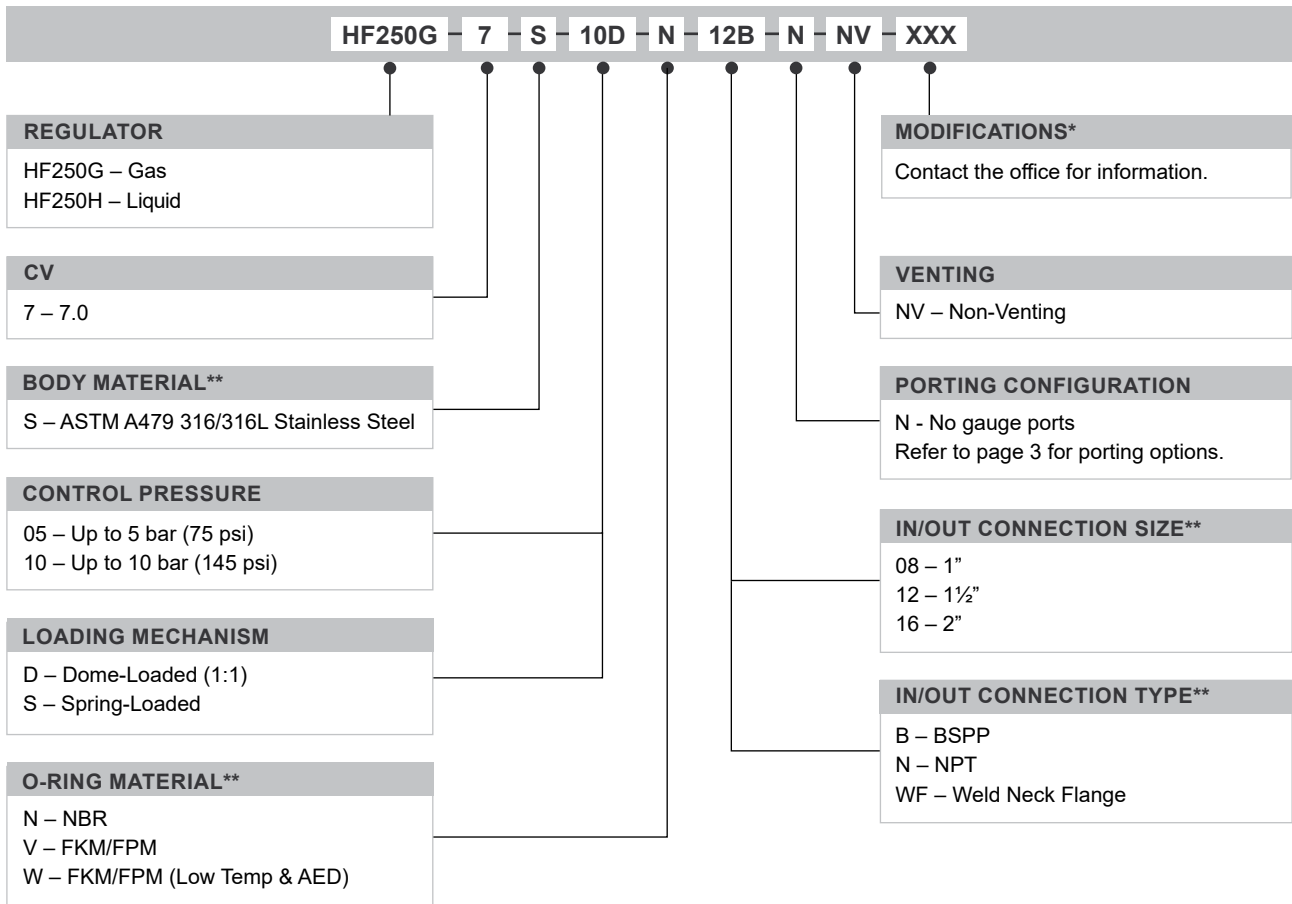 HF250G – 7 – S – 10D – N – 12B – N – NV – XXX
REGULATOR
HF250G – Gas
HF250H – Liquid
CV
7 – 7.0
BODY MATERIAL**
S – ASTM A479 316/316L Stainless Steel
CONTROL PRESSURE
05 – Up to 5 bar (75 psi)
10 – Up to 10 bar (145 psi)
LOADING MECHANISM
D – Dome-Loaded (1:1)
S – Spring-Loaded
O-RING MATERIAL**
N – NBR
V – FKM/FPM
W – FKM/FPM (Low Temp & AED)
MODIFICATIONS*
Contact the office for information.
VENTING
NV – Non-Venting
PORTING CONFIGURATION
N - No gauge ports
Refer to page 3 for porting options.
IN/OUT CONNECTION SIZE**
08 – 1”
12 – 1½”
16 – 2”
IN/OUT CONNECTION TYPE**
B – BSPP
N – NPT
WF – Weld Neck Flange